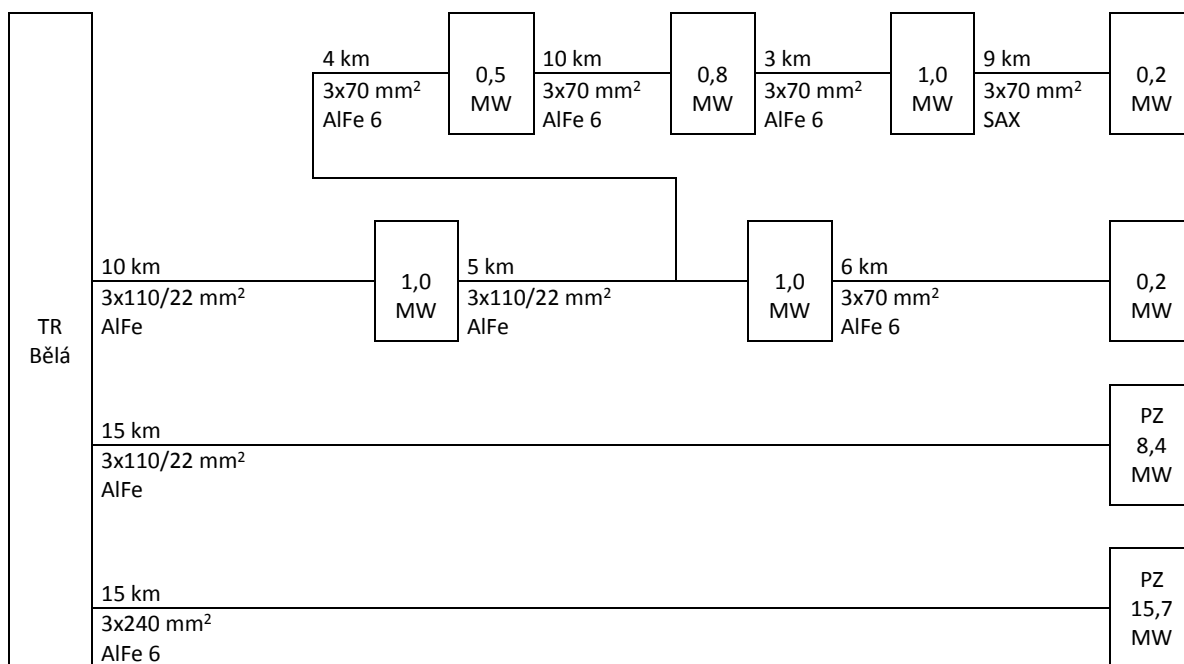 4 km
3x70 mm²
AlFe 6
0,5
MW
10 km
3x70 mm²
AlFe 6
0,8
MW
3 km
3x70 mm²
AlFe 6
1,0
MW
9 km
3x70 mm²
SAX
0,2
MW
TR
Bělá
10 km
3x110/22 mm²
AlFe
1,0
MW
5 km
3x110/22 mm²
AlFe
1,0
MW
6 km
3x70 mm²
AlFe 6
0,2
MW
15 km
3x110/22 mm²
AlFe
PZ
8,4
MW
15 km
3x240 mm²
AlFe 6
PZ
15,7
MW